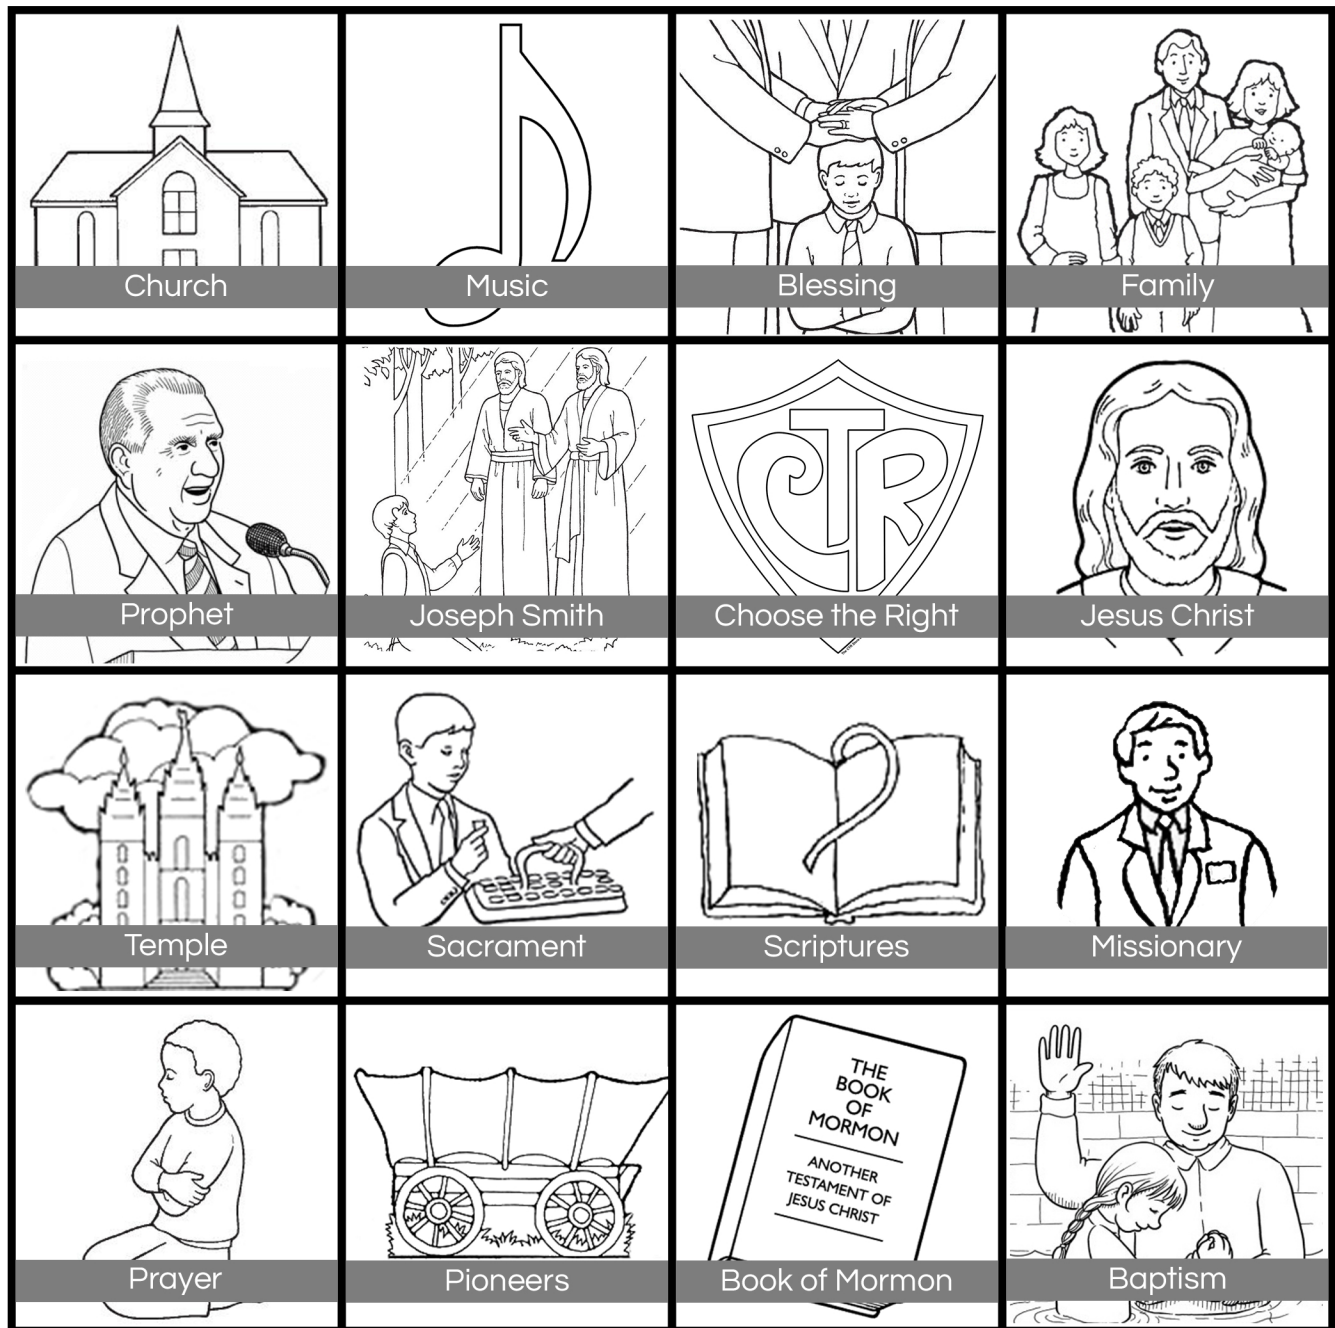 Church
Music
Blessing
Family
Prophet
Joseph Smith
CTR
Choose the Right
Jesus Christ
Temple
Sacrament
Scriptures
Missionary
Prayer
Pioneers
THE
BOOK
OF
MORMON
ANOTHER
TESTAMENT OF
JESUS CHRIST
Book of Mormon
Baptism